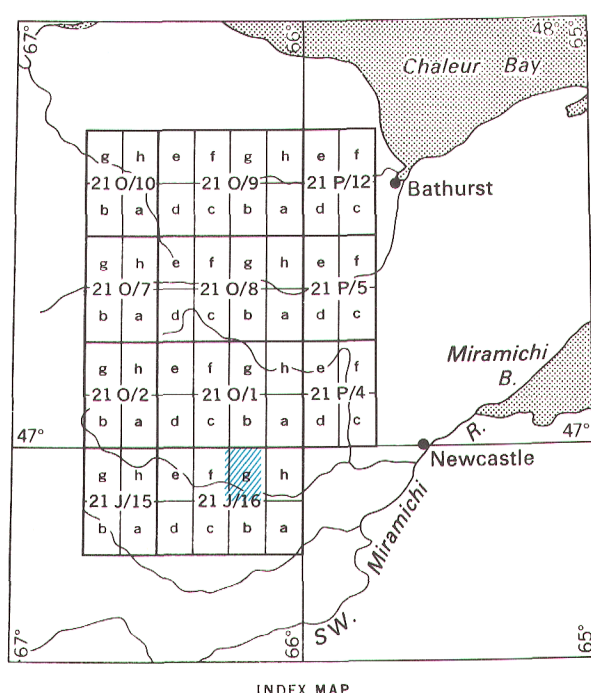 67°
66°
48°
65°
Chaleur Bay
g h e f g h e f
21 O/10 21 O/9 21 P/12
b a d c b a d c
Bathurst
g h e f g h e f
21 O/7 21 O/8 21 P/5
b a d c b a d c
Miramichi
B.
g h e f g h e f
21 O/2 21 O/1 21 P/4
b a d c b a d c
47°
R.
47°
Newcastle
g h e f g h
21 J/15 21 J/16
b a d c b a
Miramichi
SW.
67°
66°
65°
INDEX MAP